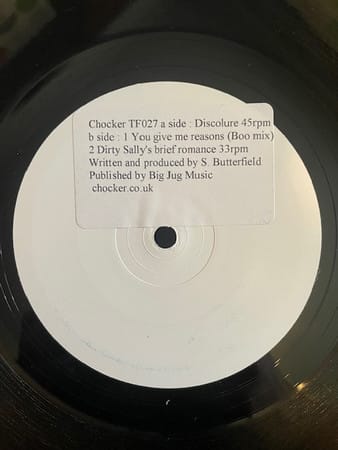 Chocker TF027 a side : Discolure 45rpm
b side : 1 You give me reasons (Boo mix)
2 Dirty Sally's brief romance 33rpm
Written and produced by S. Butterfield
Published by Big Jug Music
chocker.co.uk